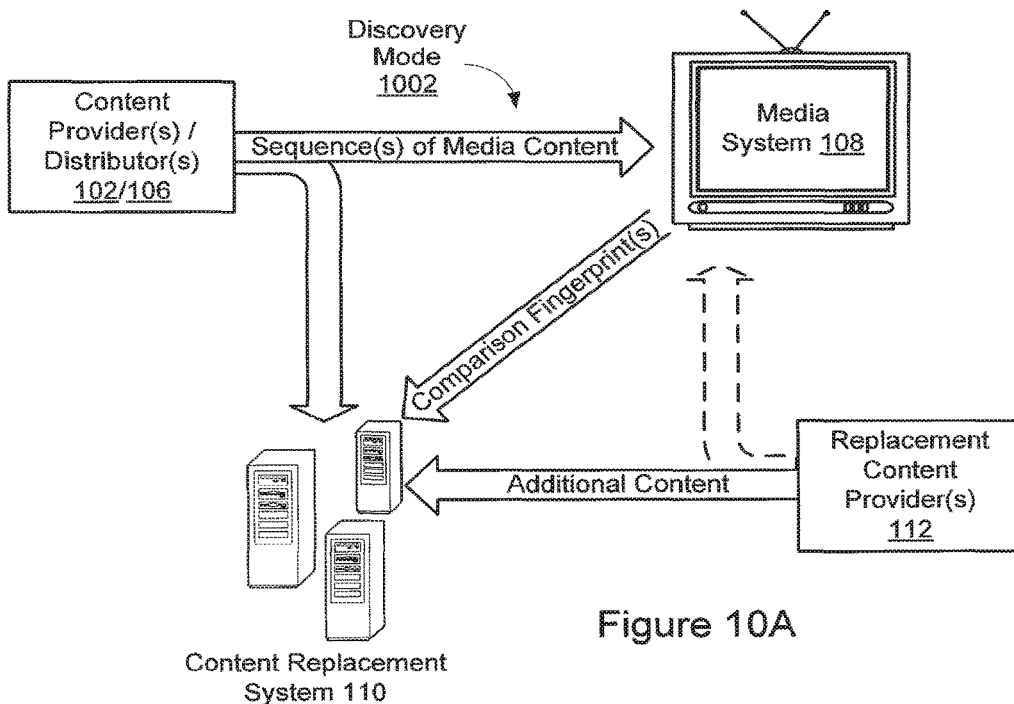 Discovery
Mode
1002
Content
Provider(s) /
Distributor(s)
102/106
Sequence(s) of Media Content
Media
System 108
Comparison Fingerprint(s)
Additional Content
Replacement
Content
Provider(s)
112
Figure 10A
Content Replacement
System 110